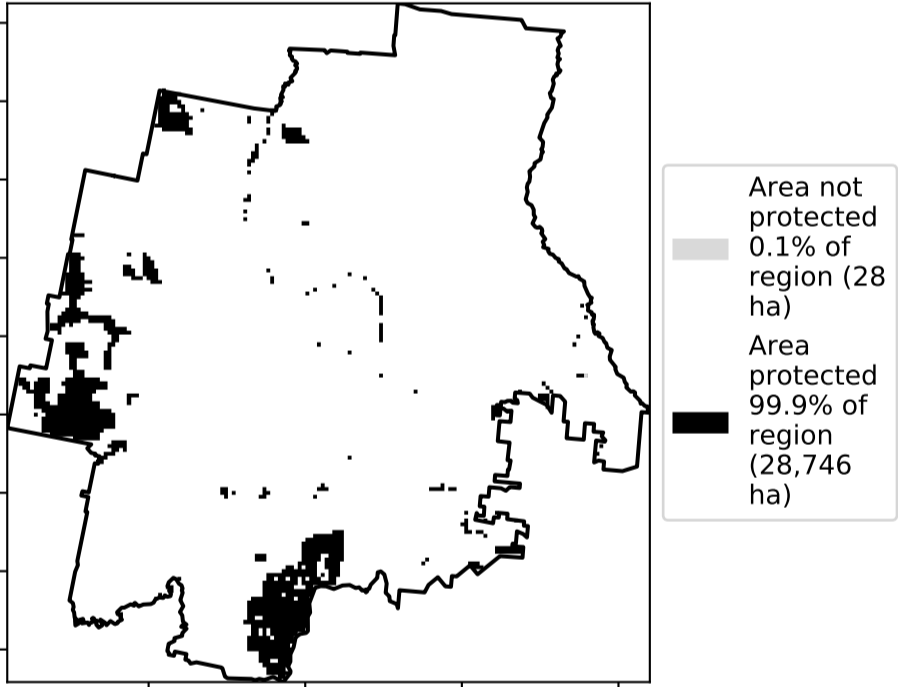 Area not
protected
0.1% of
region (28
ha)
Area
protected
99.9% of
region
(28,746
ha)